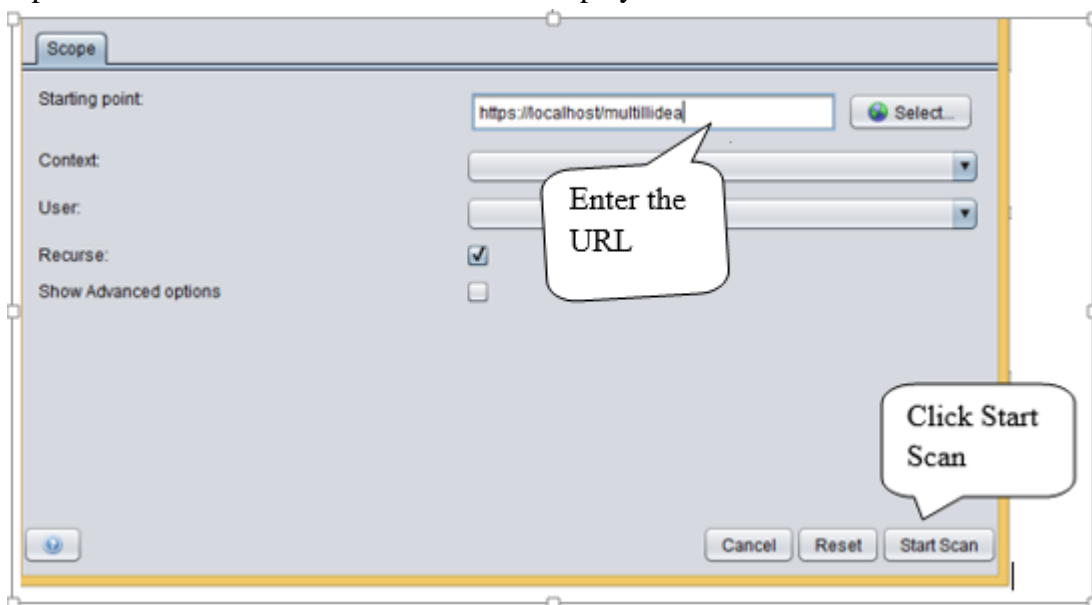 Scope
Starting point:
https://localhost/multillidea
Select...
Context:
User:
Enter the
URL
Recurse:
Show Advanced options
Click Start
Scan
Cancel
Reset
Start Scan